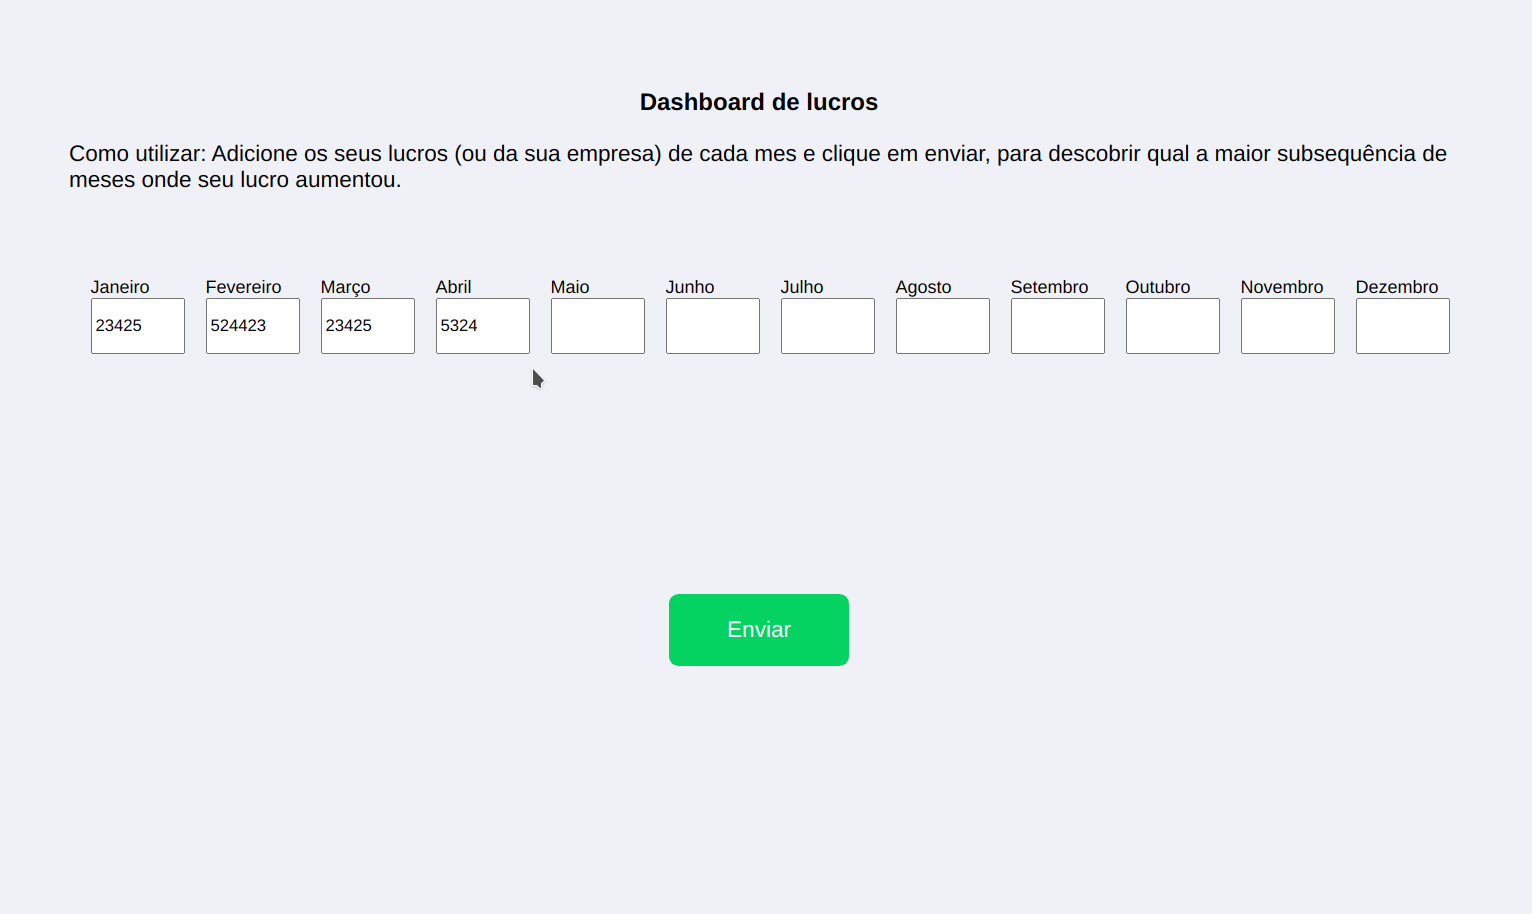 Dashboard de lucros
Como utilizar: Adicione os seus lucros (ou da sua empresa) de cada mes e clique em enviar, para descobrir qual a maior subsequência de
meses onde seu lucro aumentou.
Janeiro Fevereiro Março Abril Maio Junho Julho Agosto Setembro Outubro Novembro Dezembro
23425 524423 23425 5324
Enviar